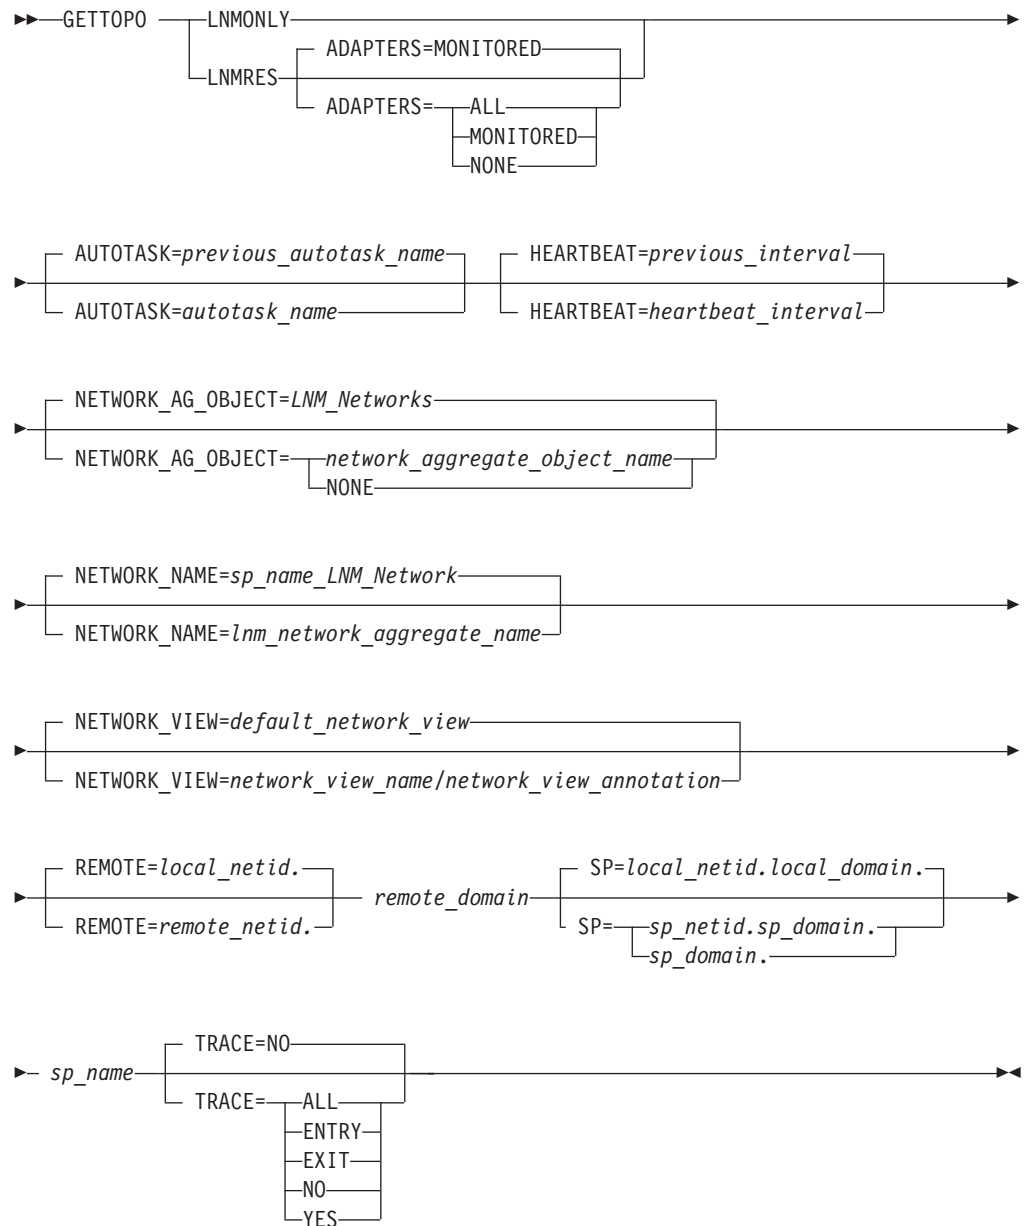 GETTOPO LNMONLY
ADAPTERS=MONITORED
LNMRES
ADAPTERS= ALL
MONITORED
NONE
AUTOTASK=previous_autotask_name HEARTBEAT=previous_interval
AUTOTASK=autotask_name HEARTBEAT=heartbeat_interval
NETWORK_AG_OBJECT=LNM_Networks
NETWORK_AG_OBJECT= network_aggregate_object_name
NONE
NETWORK_NAME=sp_name_LNM_Network
NETWORK_NAME=lnm_network_aggregate_name
NETWORK_VIEW=default_network_view
NETWORK_VIEW=network_view_name/network_view_annotation
REMOTE=local_netid. SP=local_netid.local_domain.
remote_domain
REMOTE=remote_netid. SP= sp_netid.sp_domain.
sp_domain.
TRACE=NO
sp_name
TRACE= ALL
ENTRY
EXIT
NO
YES